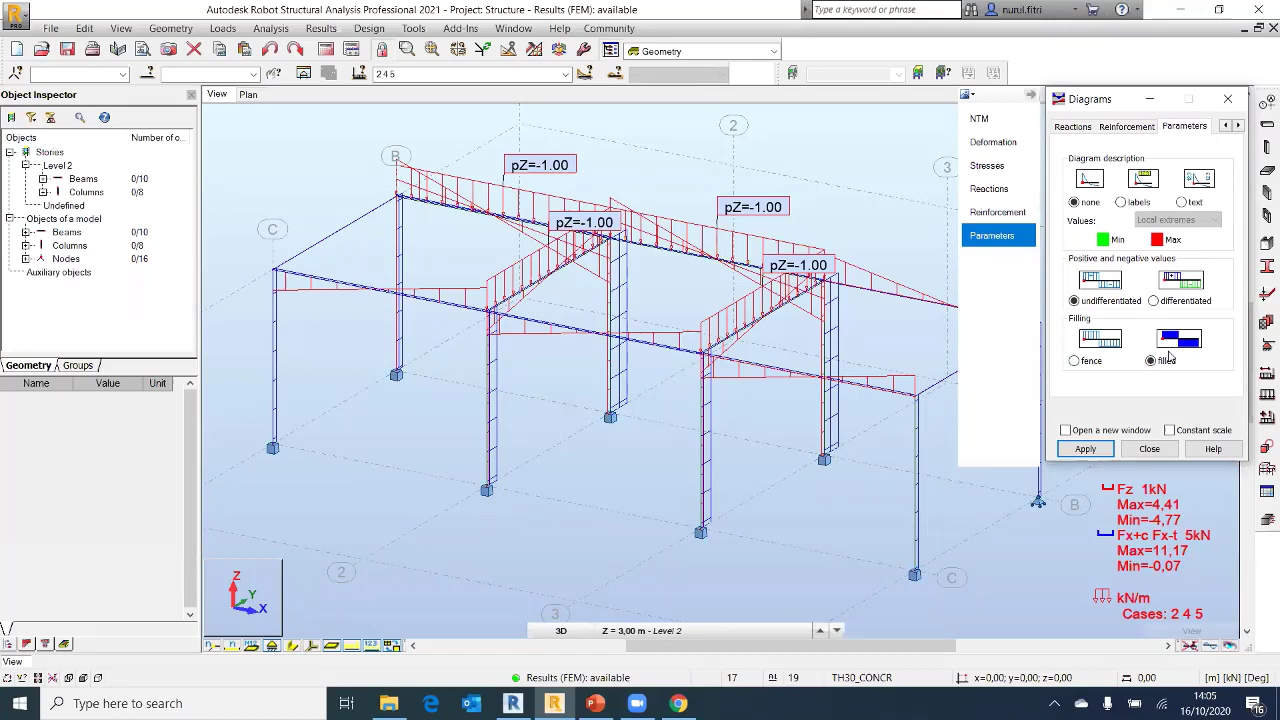 Autodesk Robot Structural Analysis Professional 2021 - Project: Structure - Results (FEM): available
Type a keyword or phrase
nurul.fitri
PRO
File Edit View Geometry Loads Analysis Results Design Tools Add-Ins Window Help Community
Geometry
2 4 5
Object Inspector
View Plan
Objects Number of o...
Stories
Level 2
Beams 0/10
Columns 0/8
Undefined
Objects of a model
Beams 0/10
Columns 0/8
Nodes 0/16
Auxiliary objects
Geometry Groups
Name Value Unit
2
B
3
C
pZ=-1.00
pZ=-1.00
pZ=-1.00
pZ=-1.00
B
2
C
3
Z
Y
X
3D Z = 3,00 m - Level 2
NTM
Deformation
Stresses
Reactions
Reinforcement
Parameters
Diagrams
Reactions Reinforcement Parameters
Diagram description
none labels text
Values: Local extremes
Min Max
Positive and negative values
undifferentiated differentiated
Filling
fence filled
Open a new window Constant scale
Apply Close Help
Fz 1kN
Max=4,41
Min=-4,77
Fx+c Fx-t 5kN
Max=11,17
Min=-0,07
kN/m
Cases: 2 4 5
View
View
Results (FEM): available 17 19 TH30_CONCR x=0,00; y=0,00; z=0,00 0,00 [m] [kN] [Deg]
Type here to search
14:05
16/10/2020
16